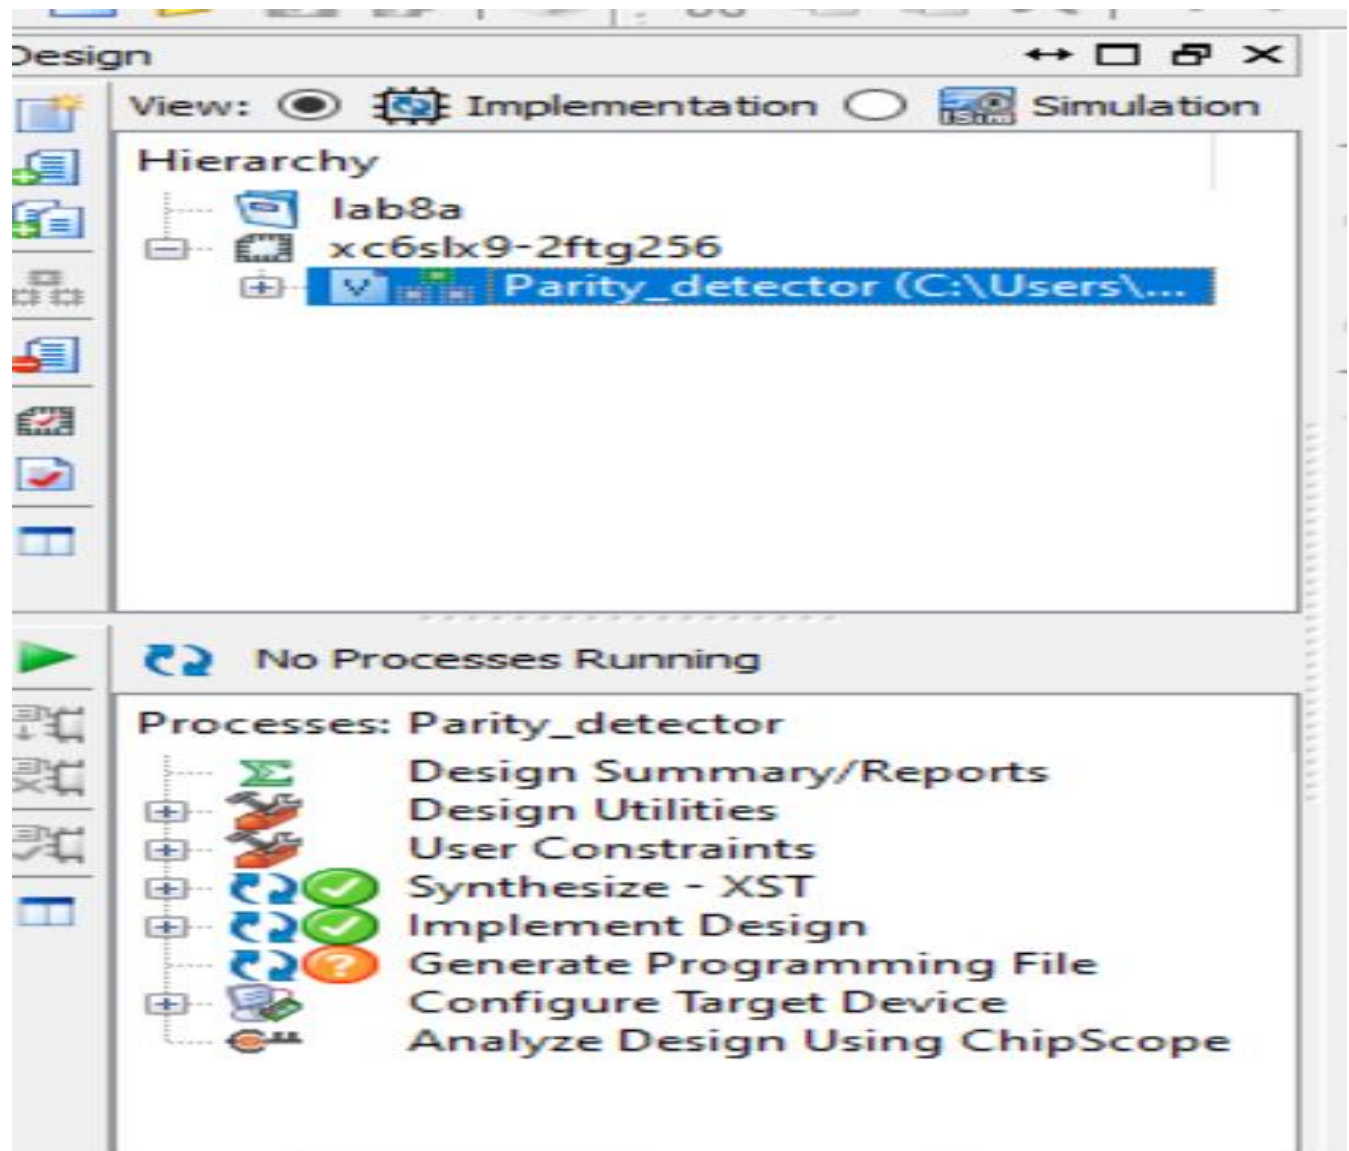 Design
View: Implementation Simulation
Hierarchy
lab8a
xc6slx9-2ftg256
Parity_detector (C:\Users\...
No Processes Running
Processes: Parity_detector
Design Summary/Reports
Design Utilities
User Constraints
Synthesize - XST
Implement Design
Generate Programming File
Configure Target Device
Analyze Design Using ChipScope